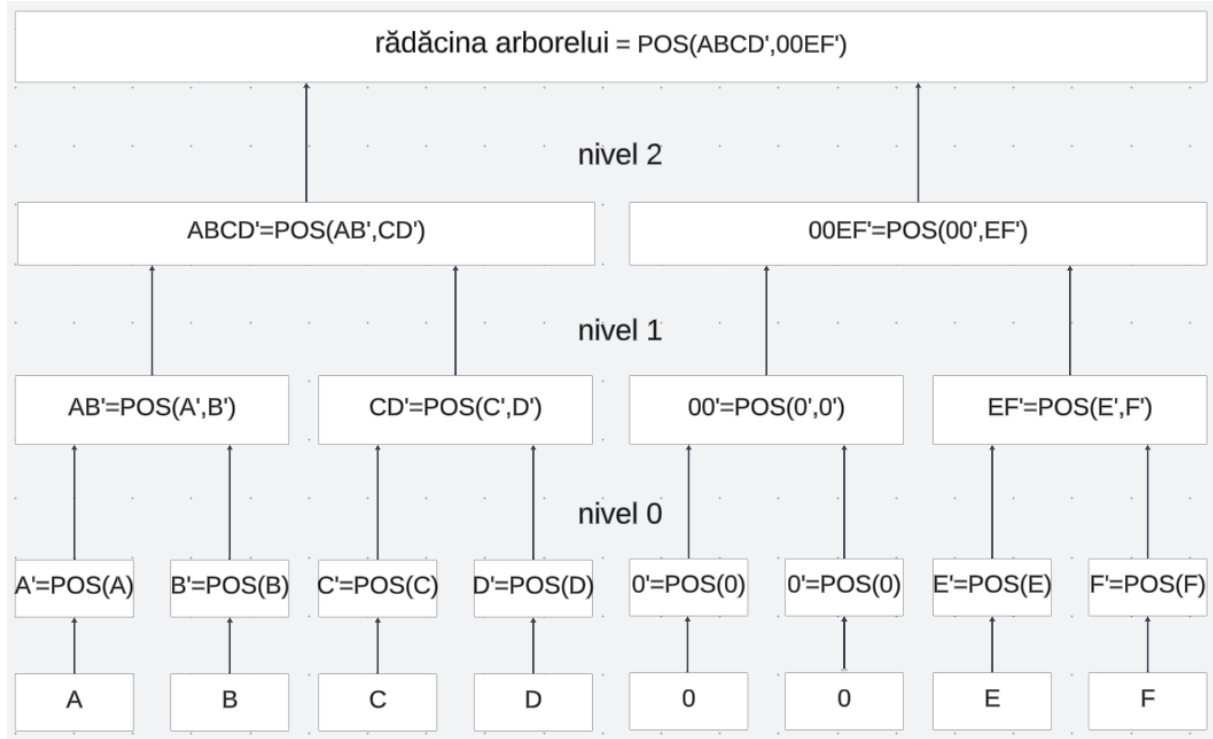 rădăcina arborelui = POS(ABCD',00EF')
nivel 2
ABCD'=POS(AB',CD')
00EF'=POS(00',EF')
nivel 1
AB'=POS(A',B')
CD'=POS(C',D')
00'=POS(0',0')
EF'=POS(E',F')
nivel 0
A'=POS(A)
B'=POS(B)
C'=POS(C)
D'=POS(D)
0'=POS(0)
0'=POS(0)
E'=POS(E)
F'=POS(F)
A
B
C
D
0
0
E
F